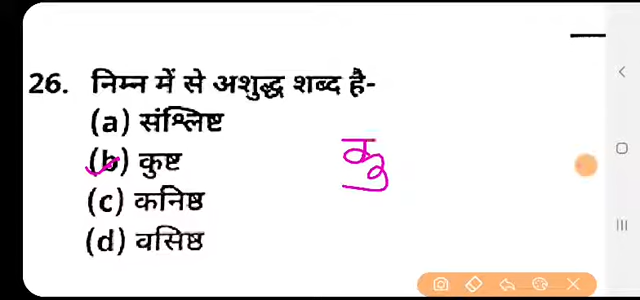 26. निम्न में से अशुद्ध शब्द है-
(a) संश्लिष्ट
(b) कुष्ट
कु
(c) कनिष्ठ
(d) वसिष्ठ